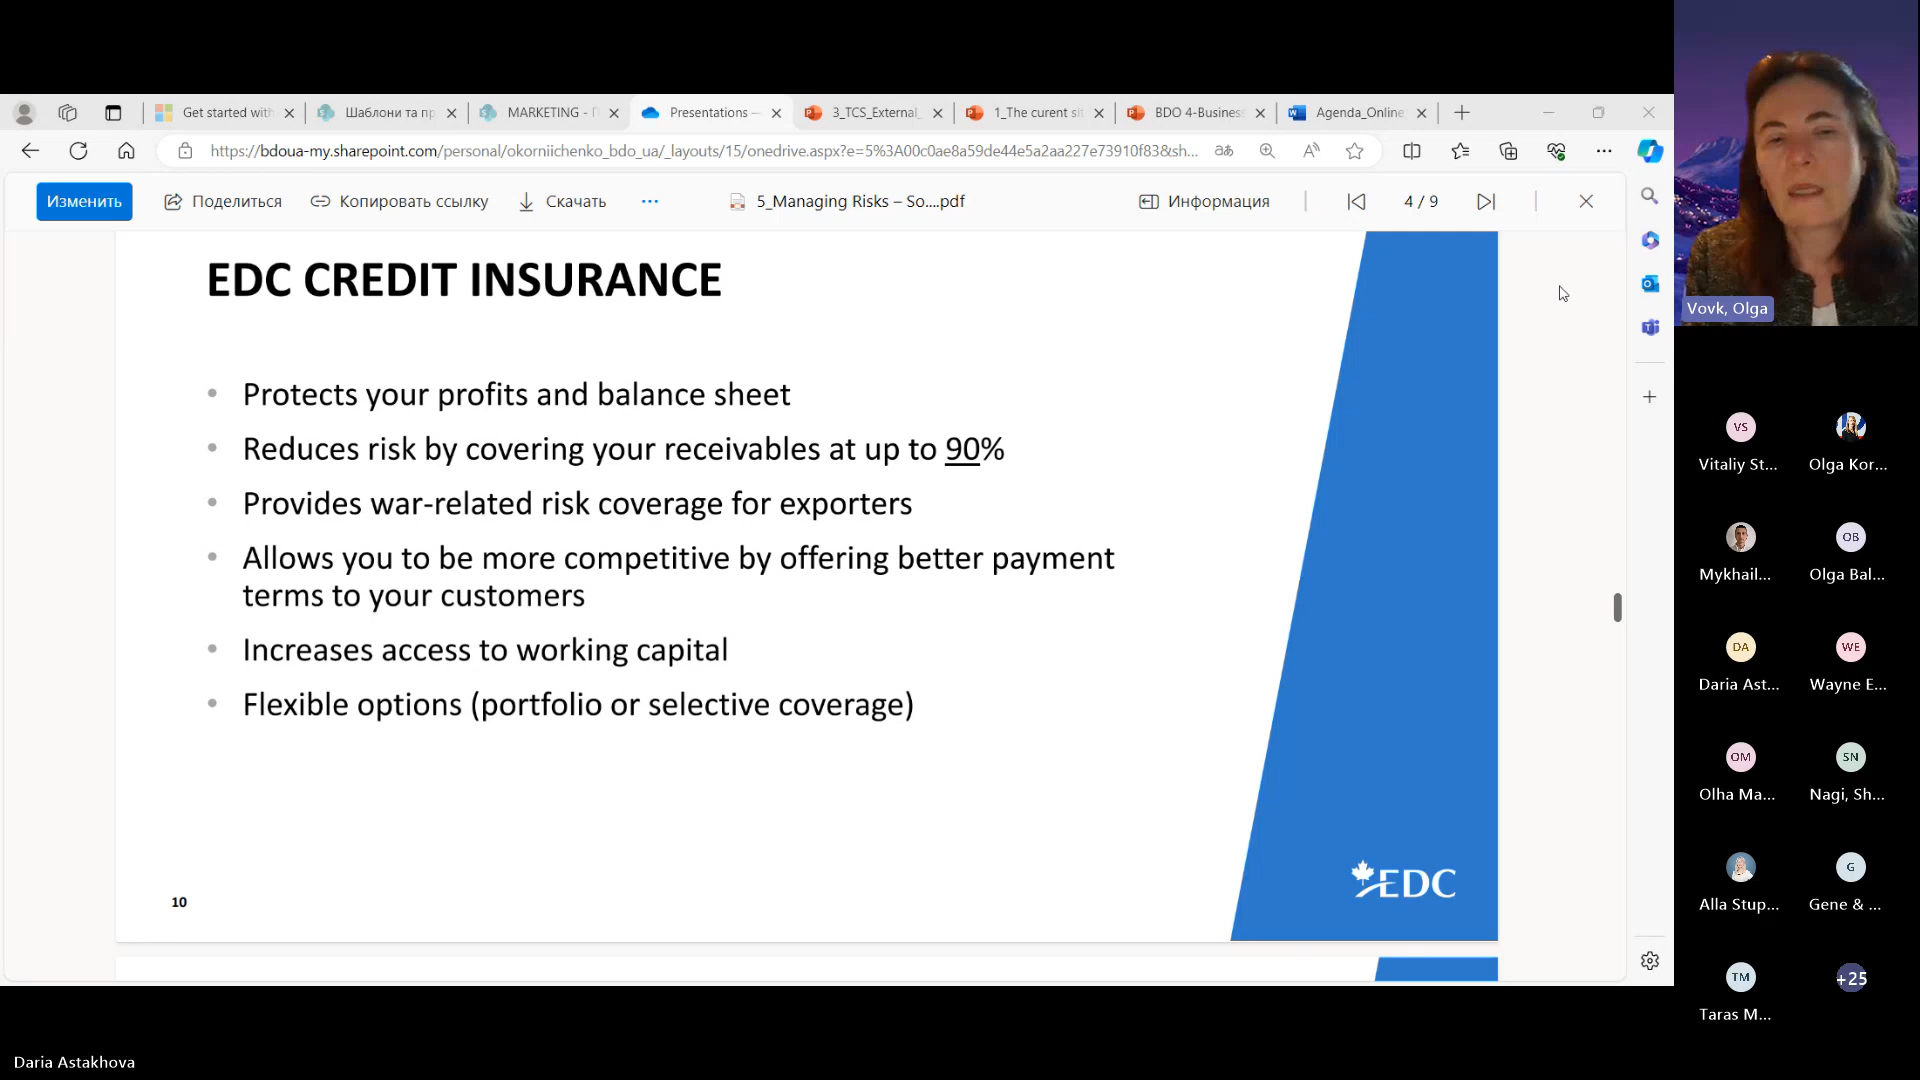 Get started with
Шаблони та пр
MARKETING - П
Presentations —
3_TCS_External_
1_The curent sit
BDO 4-Business
Agenda_Online
https://bdoua-my.sharepoint.com/personal/okorniichenko_bdo_ua/_layouts/15/onedrive.aspx?e=5%3A00c0ae8a59de44e5a2aa227e73910f83&sh...
Изменить
Поделиться
Копировать ссылку
Скачать
5_Managing Risks – So....pdf
Информация
4 / 9
EDC CREDIT INSURANCE
• Protects your profits and balance sheet
• Reduces risk by covering your receivables at up to 90%
• Provides war-related risk coverage for exporters
• Allows you to be more competitive by offering better payment
terms to your customers
• Increases access to working capital
• Flexible options (portfolio or selective coverage)
EDC
10
Vovk, Olga
VS
Vitaliy St...
Olga Kor...
Mykhail...
OB
Olga Bal...
DA
Daria Ast...
WE
Wayne E...
OM
Olha Ma...
SN
Nagi, Sh...
Alla Stup...
G
Gene & ...
TM
Taras M...
+25
Daria Astakhova